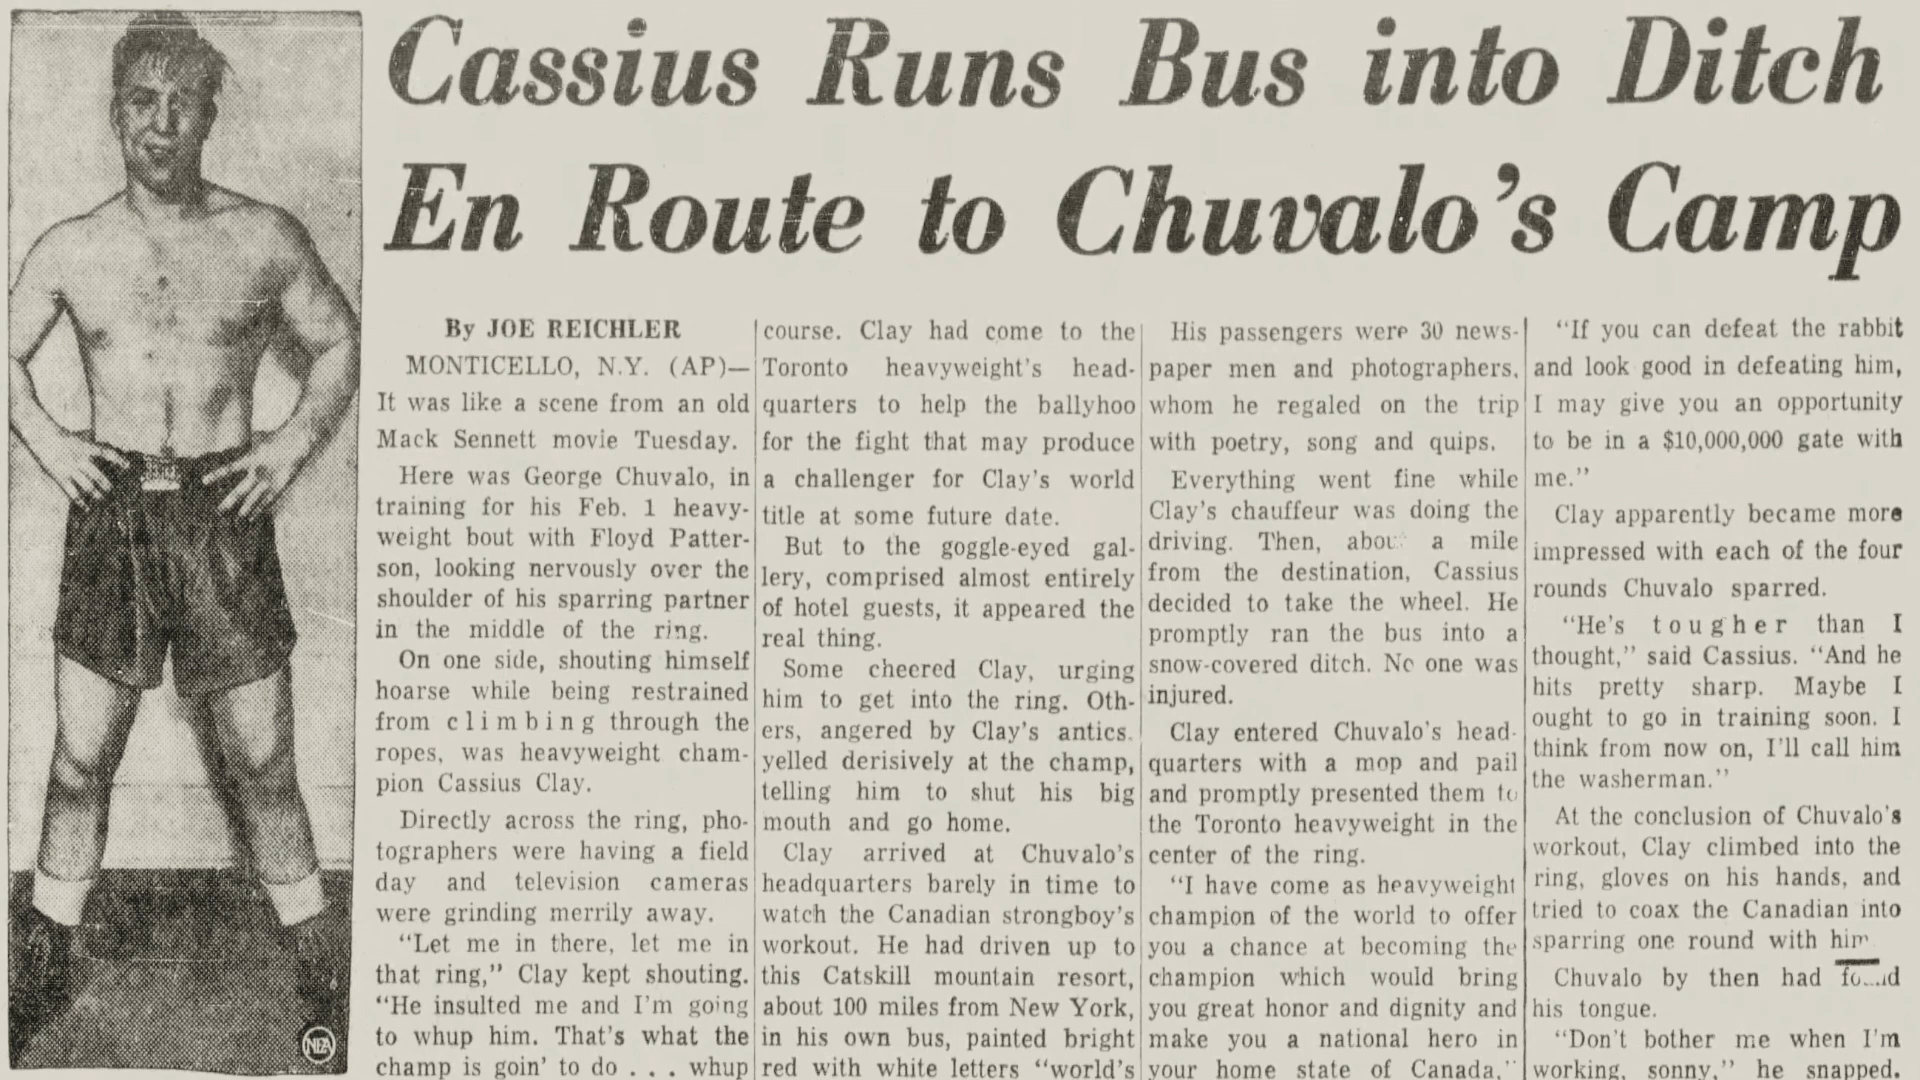 Cassius Runs Bus into Ditch
En Route to Chuvalo's Camp
By JOE REICHLER
MONTICELLO, N.Y. (AP)—
It was like a scene from an old
Mack Sennett movie Tuesday.
Here was George Chuvalo, in
training for his Feb. 1 heavy-
weight bout with Floyd Patter-
son, looking nervously over the
shoulder of his sparring partner
in the middle of the ring.
On one side, shouting himself
hoarse while being restrained
from climbing through the
ropes, was heavyweight cham-
pion Cassius Clay.
Directly across the ring, pho-
tographers were having a field
day and television cameras
were grinding merrily away.
"Let me in there, let me in
that ring," Clay kept shouting.
"He insulted me and I'm going
to whup him. That's what the
champ is goin' to do . . . whup
course. Clay had come to the
Toronto heavyweight's head-
quarters to help the ballyhoo
for the fight that may produce
a challenger for Clay's world
title at some future date.
But to the goggle-eyed gal-
lery, comprised almost entirely
of hotel guests, it appeared the
real thing.
Some cheered Clay, urging
him to get into the ring. Oth-
ers, angered by Clay's antics.
yelled derisively at the champ,
telling him to shut his big
mouth and go home.
Clay arrived at Chuvalo's
headquarters barely in time to
watch the Canadian strongboy's
workout. He had driven up to
this Catskill mountain resort,
about 100 miles from New York,
in his own bus, painted bright
red with white letters "world's
His passengers were 30 news-
paper men and photographers,
whom he regaled on the trip
with poetry, song and quips.
Everything went fine while
Clay's chauffeur was doing the
driving. Then, about a mile
from the destination, Cassius
decided to take the wheel. He
promptly ran the bus into a
snow-covered ditch. No one was
injured.
Clay entered Chuvalo's head-
quarters with a mop and pail
and promptly presented them to
the Toronto heavyweight in the
center of the ring.
"I have come as heavyweight
champion of the world to offer
you a chance at becoming the
champion which would bring
you great honor and dignity and
make you a national hero in
your home state of Canada,"
"If you can defeat the rabbit
and look good in defeating him,
I may give you an opportunity
to be in a $10,000,000 gate with
me."
Clay apparently became more
impressed with each of the four
rounds Chuvalo sparred.
"He's tougher than I
thought," said Cassius. "And he
hits pretty sharp. Maybe I
ought to go in training soon. I
think from now on, I'll call him
the washerman."
At the conclusion of Chuvalo's
workout, Clay climbed into the
ring, gloves on his hands, and
tried to coax the Canadian into
sparring one round with him
Chuvalo by then had found
his tongue.
"Don't bother me when I'm
working, sonny," he snapped.
NEA